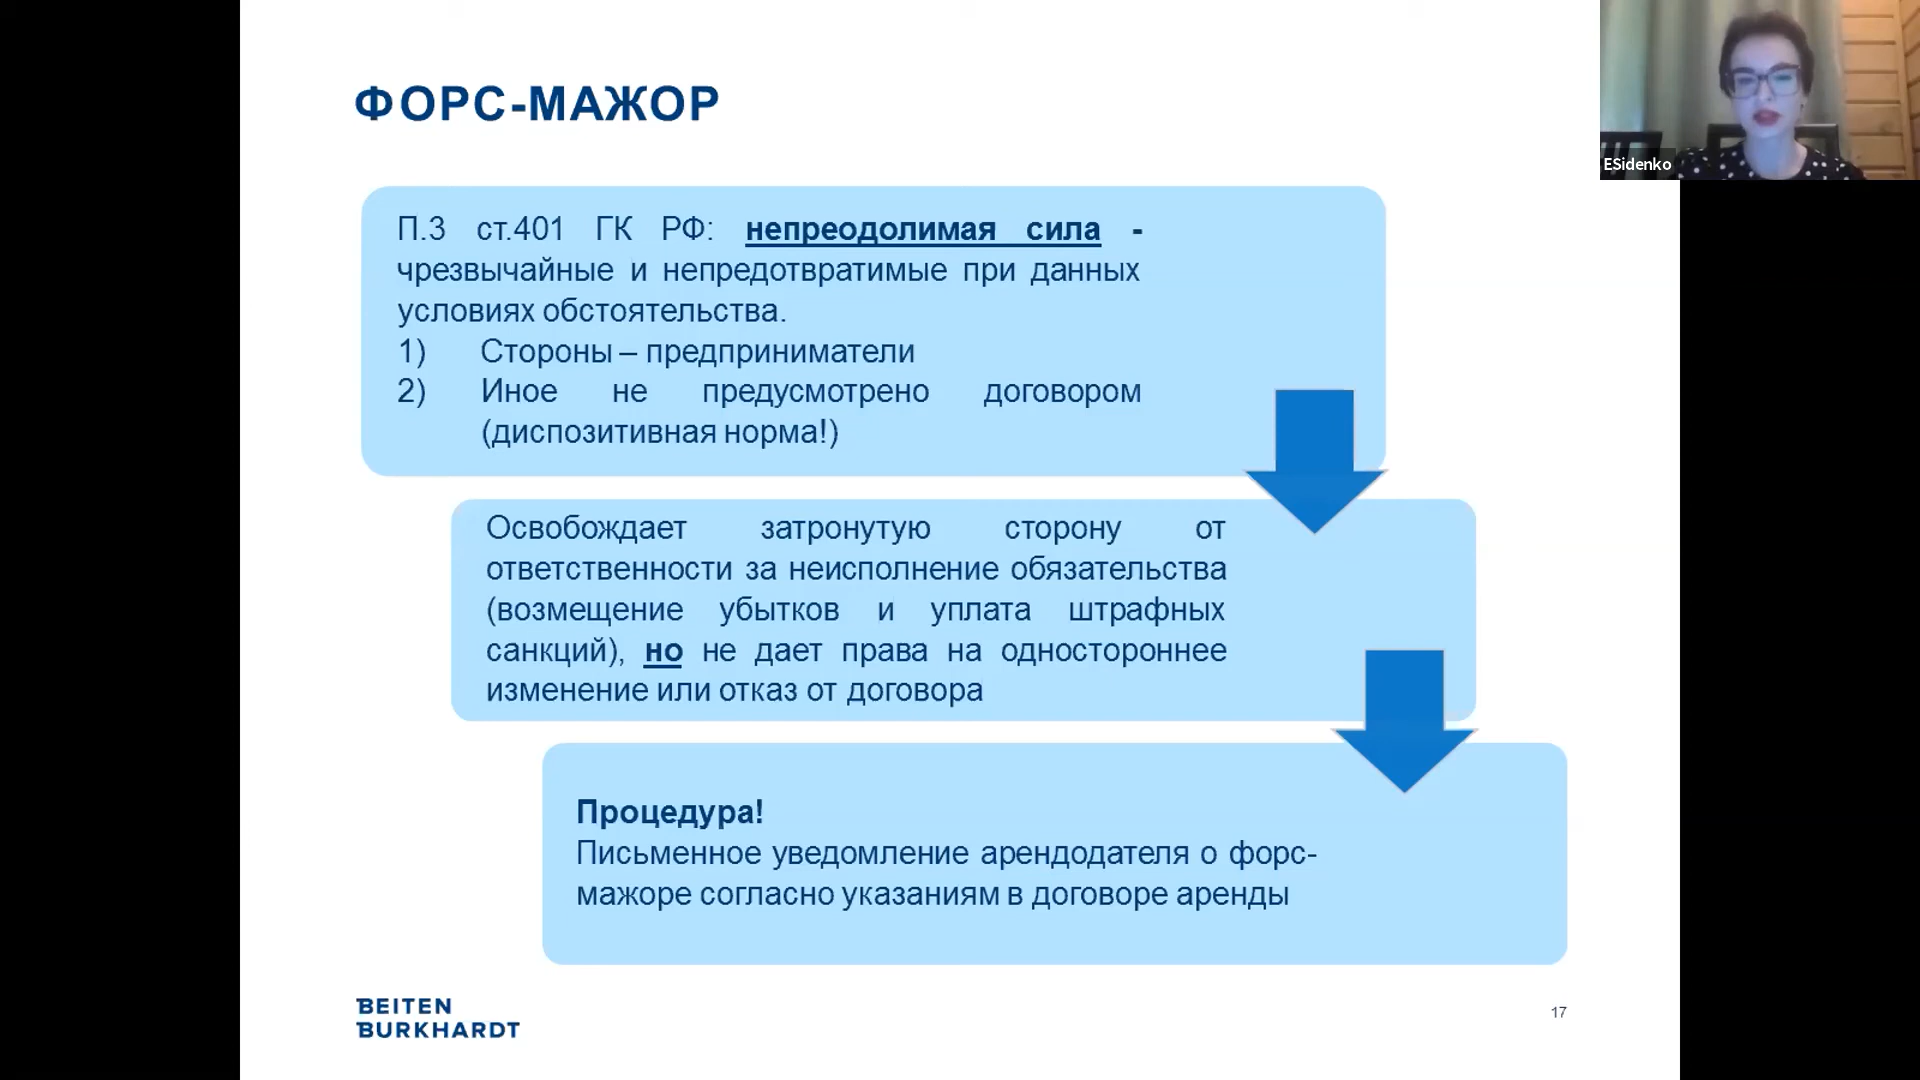 ФОРС-МАЖОР
ESidenko
П.3 ст.401 ГК РФ: непреодолимая сила -
чрезвычайные и непредотвратимые при данных
условиях обстоятельства.
1) Стороны – предприниматели
2) Иное не предусмотрено договором
(диспозитивная норма!)
Освобождает затронутую сторону от
ответственности за неисполнение обязательства
(возмещение убытков и уплата штрафных
санкций), но не дает права на одностороннее
изменение или отказ от договора
Процедура!
Письменное уведомление арендодателя о форс-
мажоре согласно указаниям в договоре аренды
BEITEN
BURKHARDT
17